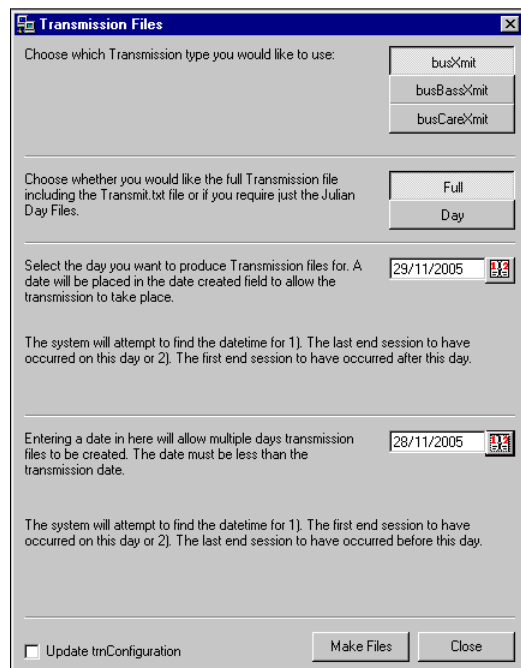 Transmission Files
Choose which Transmission type you would like to use:
busXmit
busBassXmit
busCareXmit
Choose whether you would like the full Transmission file
including the Transmit.txt file or if you require just the Julian
Day Files.
Full
Day
Select the day you want to produce Transmission files for. A
date will be placed in the date created field to allow the
transmission to take place.
29/11/2005
The system will attempt to find the datetime for 1). The last end session to have
occurred on this day or 2). The first end session to have occurred after this day.
Entering a date in here will allow multiple days transmission
files to be created. The date must be less than the
transmission date.
28/11/2005
The system will attempt to find the datetime for 1). The first end session to have
occurred on this day or 2). The last end session to have occurred before this day.
Update trnConfiguration
Make Files
Close